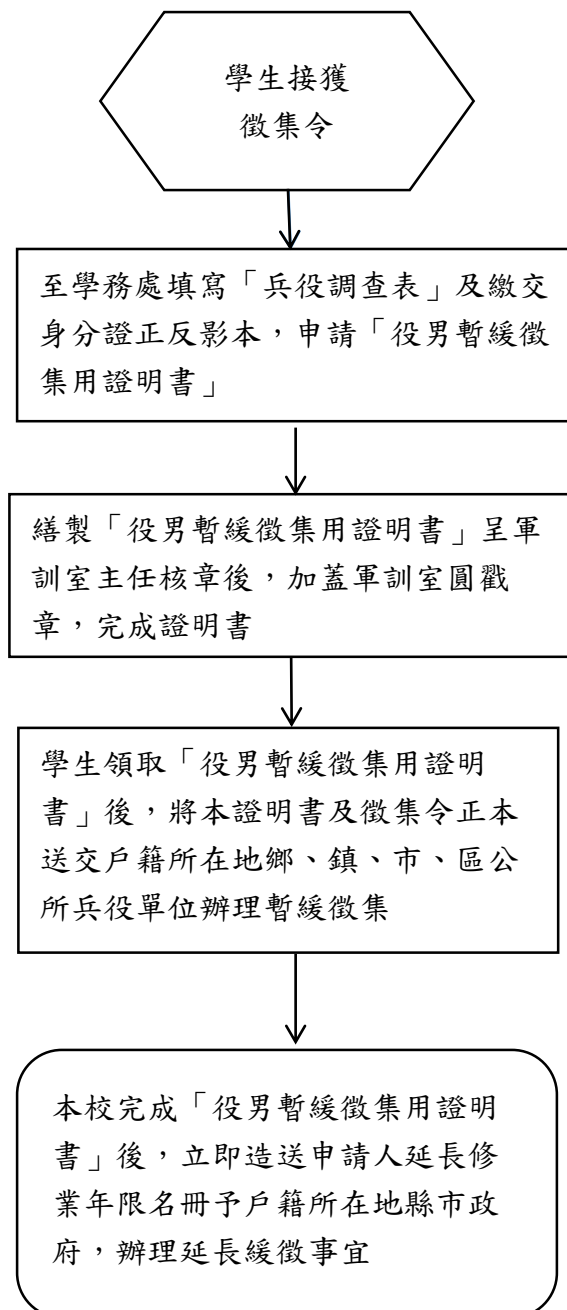 學生接獲
徵集令
至學務處填寫「兵役調查表」及繳交
身分證正反影本，申請「役男暫緩徵
集用證明書」
繕製「役男暫緩徵集用證明書」呈軍
訓室主任核章後，加蓋軍訓室圓戳
章，完成證明書
學生領取「役男暫緩徵集用證明
書」後，將本證明書及徵集令正本
送交戶籍所在地鄉、鎮、市、區公
所兵役單位辦理暫緩徵集
本校完成「役男暫緩徵集用證明
書」後，立即造送申請人延長修
業年限名冊予戶籍所在地縣市政
府，辦理延長緩徵事宜